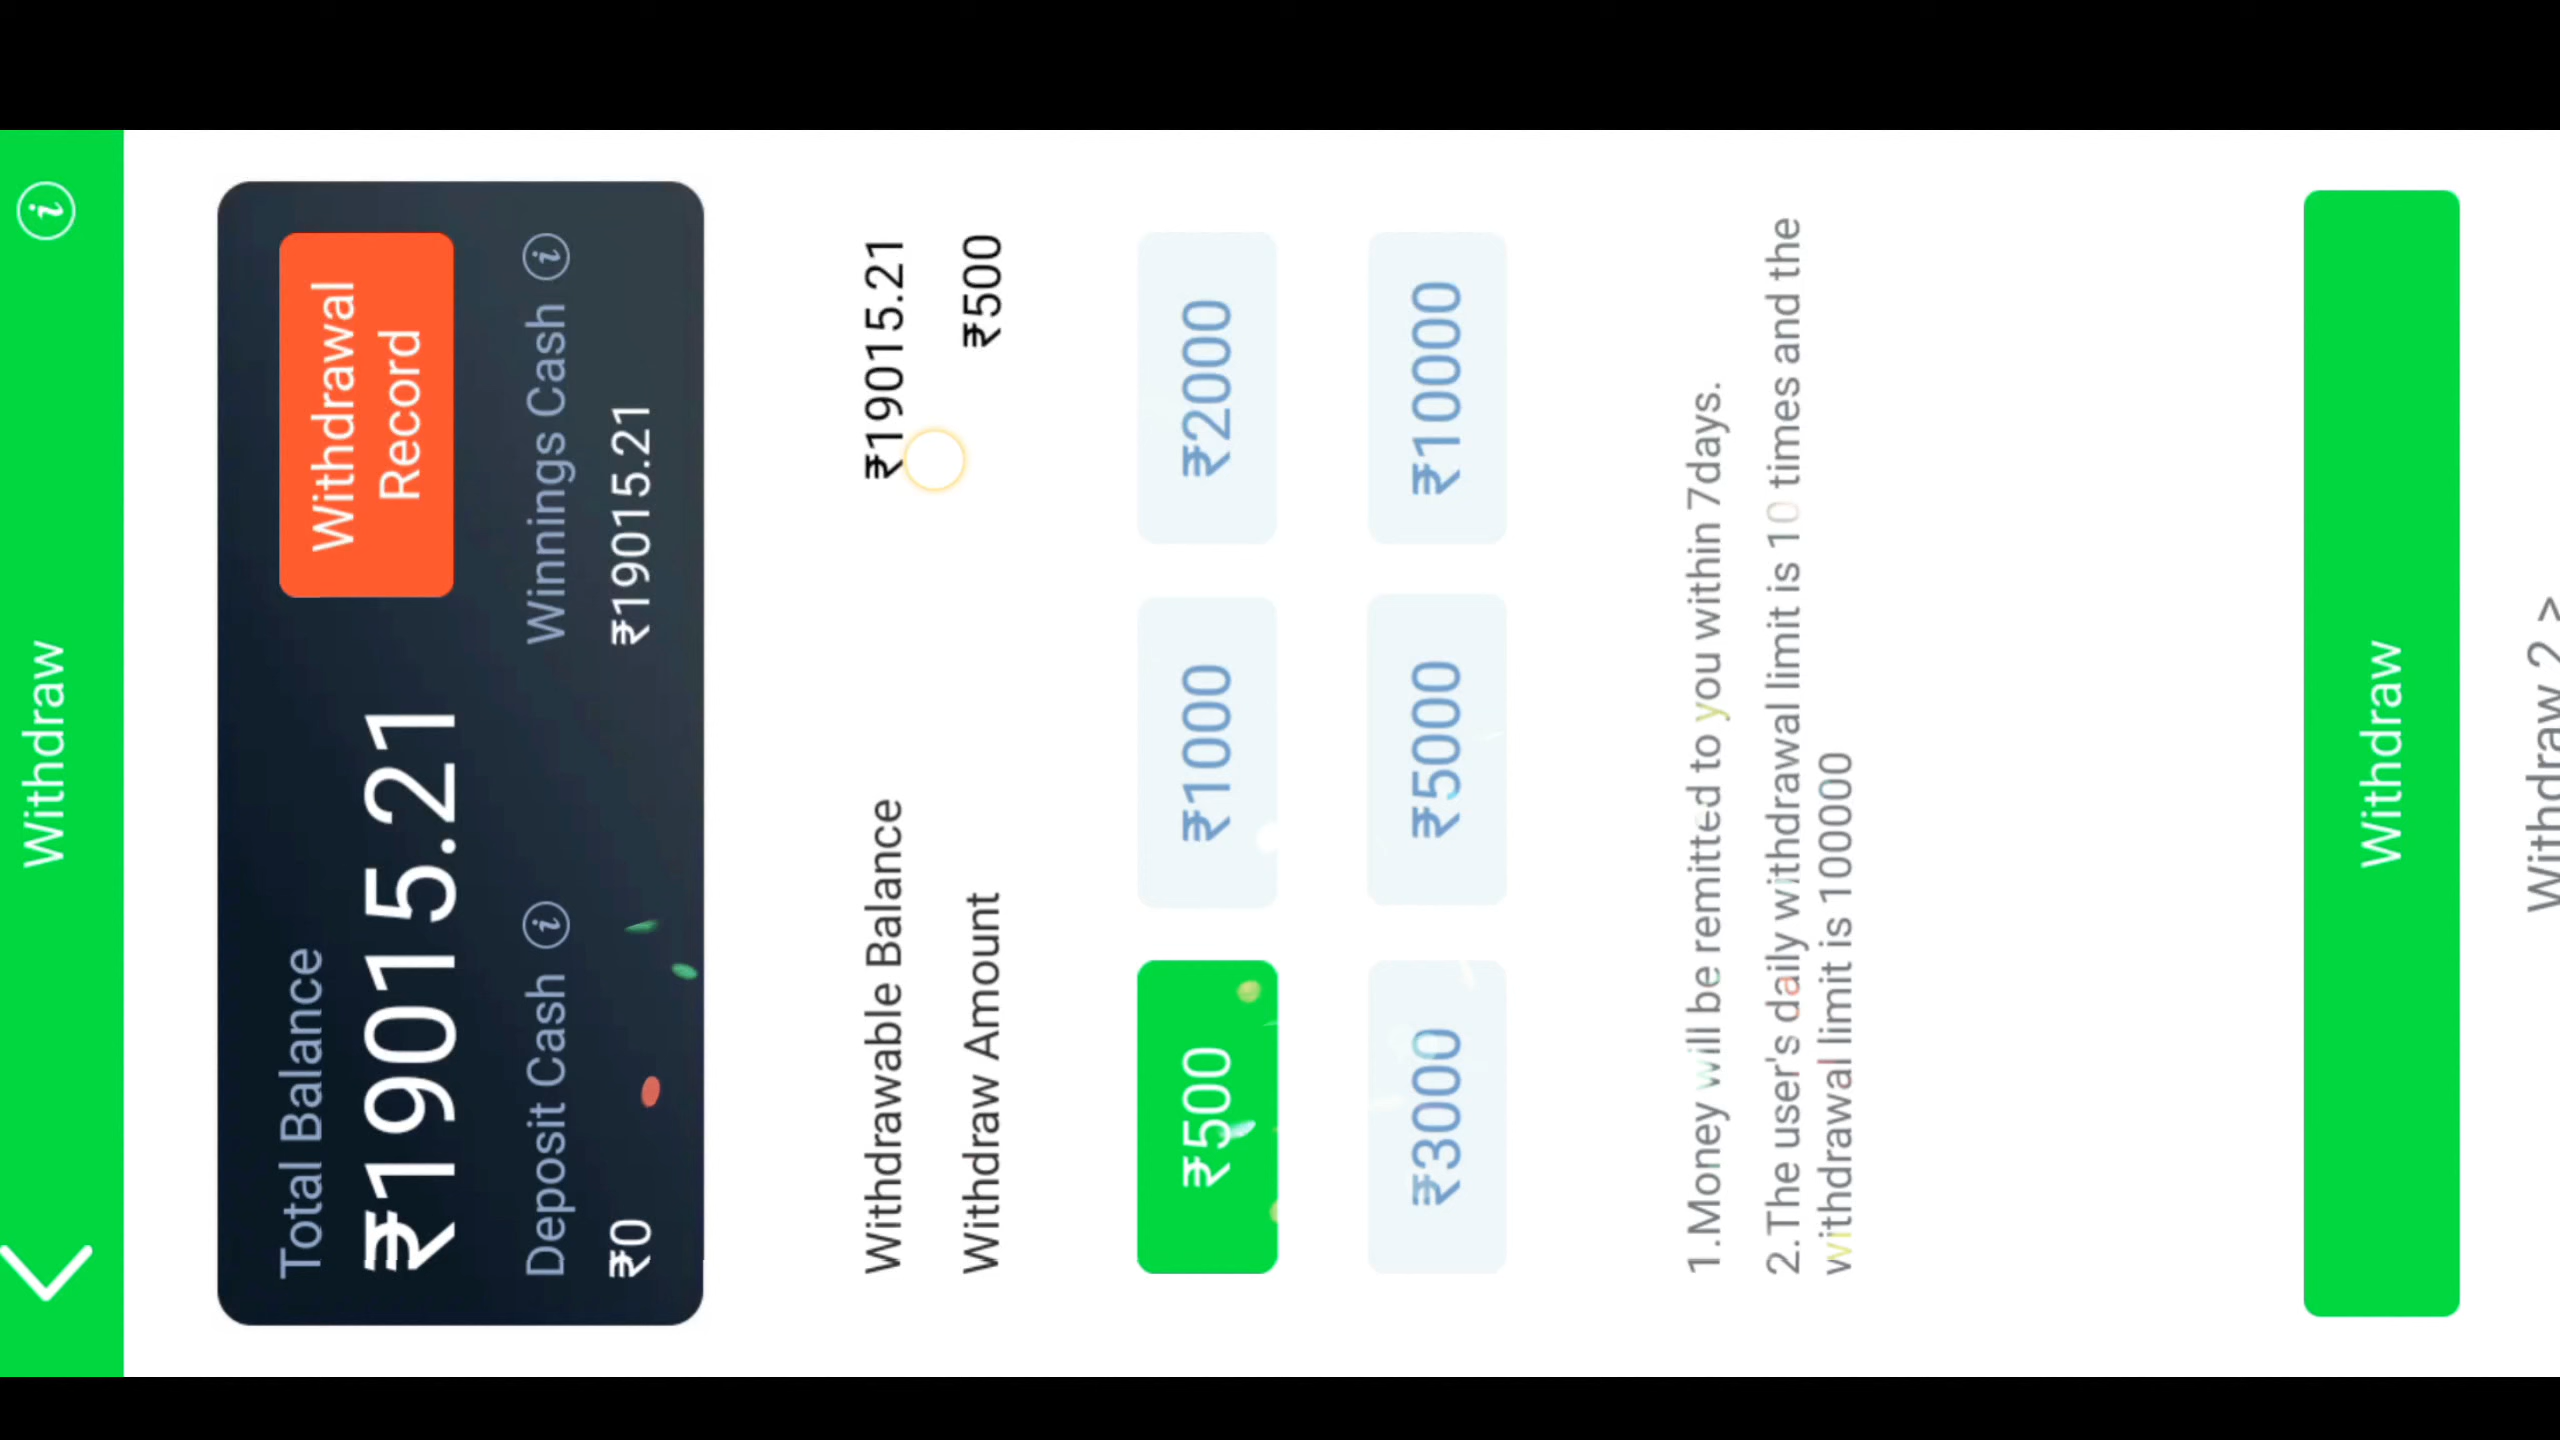 Withdraw
Total Balance
₹19015.21
Withdrawal
Record
Deposit Cash
₹0
Winnings Cash
₹19015.21
Withdrawable Balance ₹19015.21
Withdraw Amount ₹500
₹500 ₹1000 ₹2000
₹3000 ₹5000 ₹10000
1.Money will be remitted to you within 7days.
2.The user's daily withdrawal limit is 10 times and the
withdrawal limit is 100000
Withdraw
Withdraw 2 >